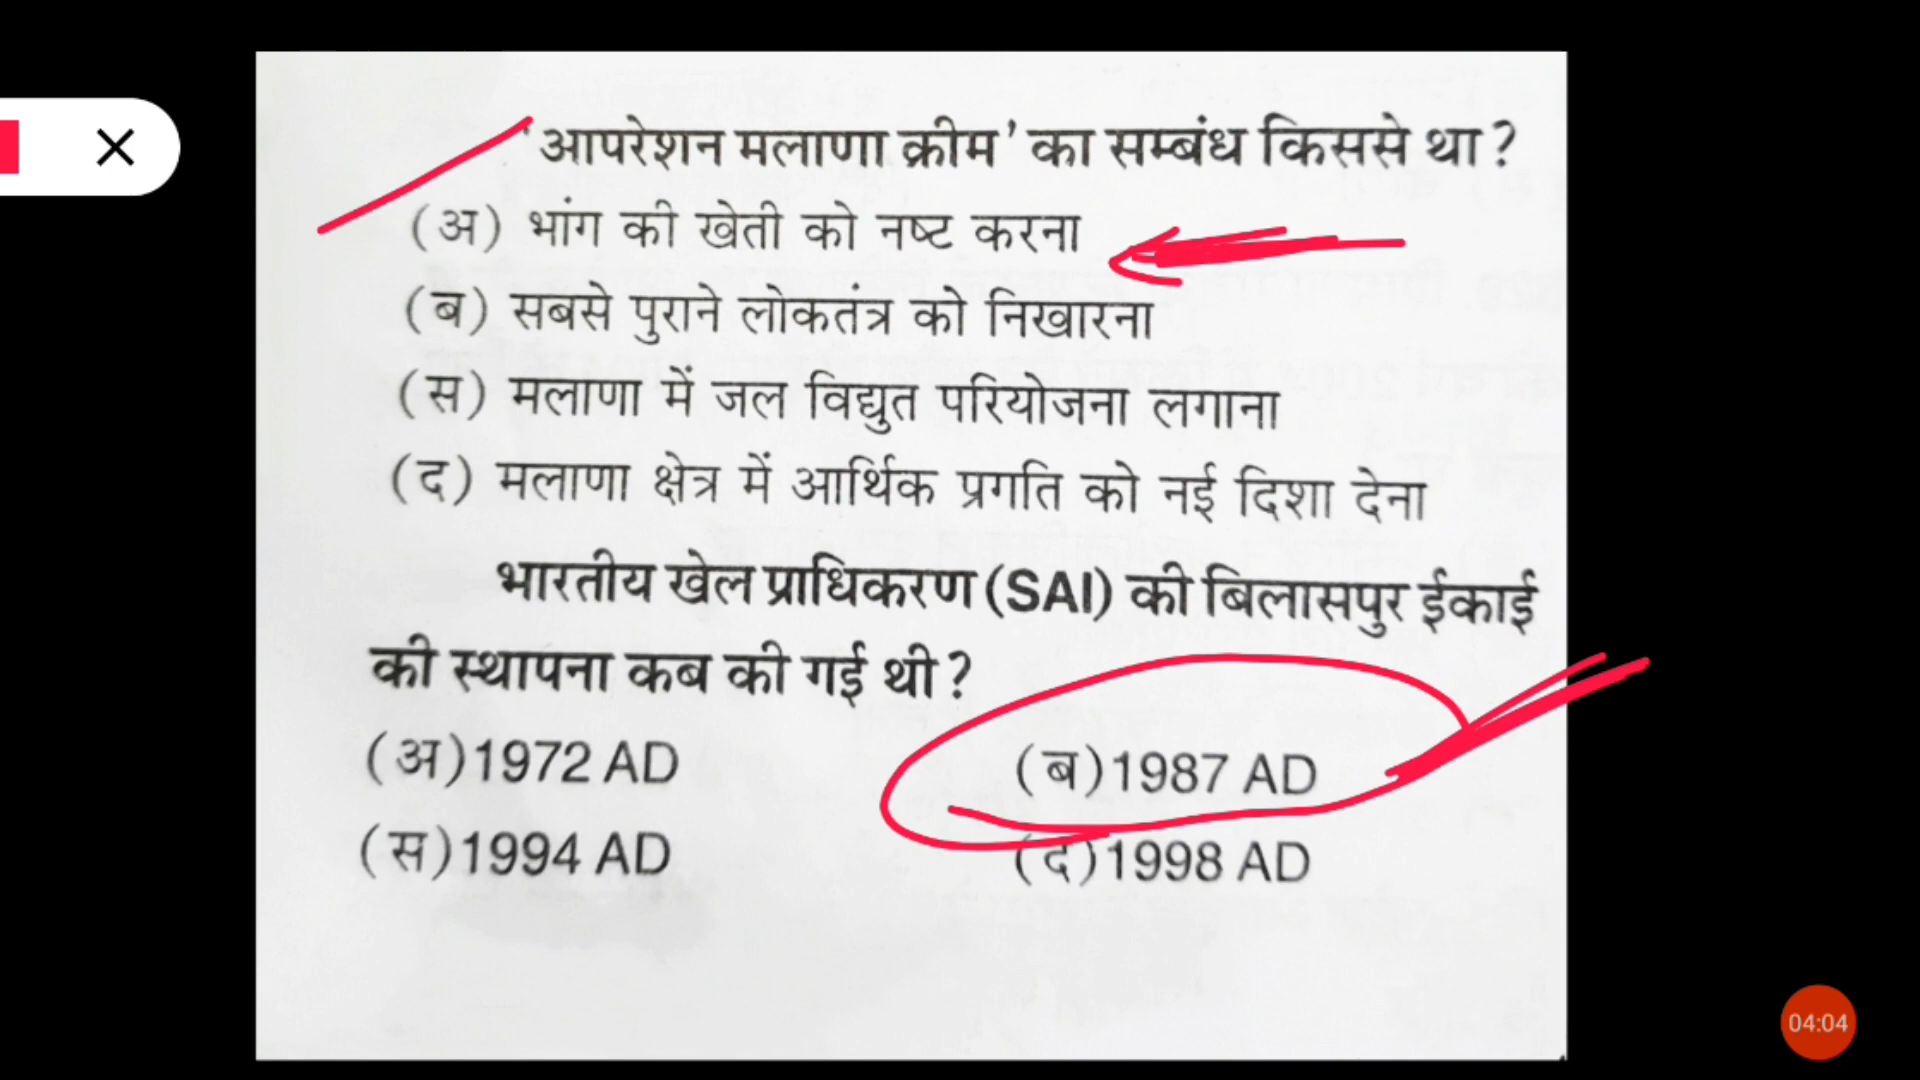 'आपरेशन मलाणा क्रीम' का सम्बंध किससे था?
(अ) भांग की खेती को नष्ट करना
(ब) सबसे पुराने लोकतंत्र को निखारना
(स) मलाणा में जल विद्युत परियोजना लगाना
(द) मलाणा क्षेत्र में आर्थिक प्रगति को नई दिशा देना
भारतीय खेल प्राधिकरण (SAI) की बिलासपुर ईकाई
की स्थापना कब की गई थी?
(अ) 1972 AD (ब) 1987 AD
(स) 1994 AD (द) 1998 AD
04:04